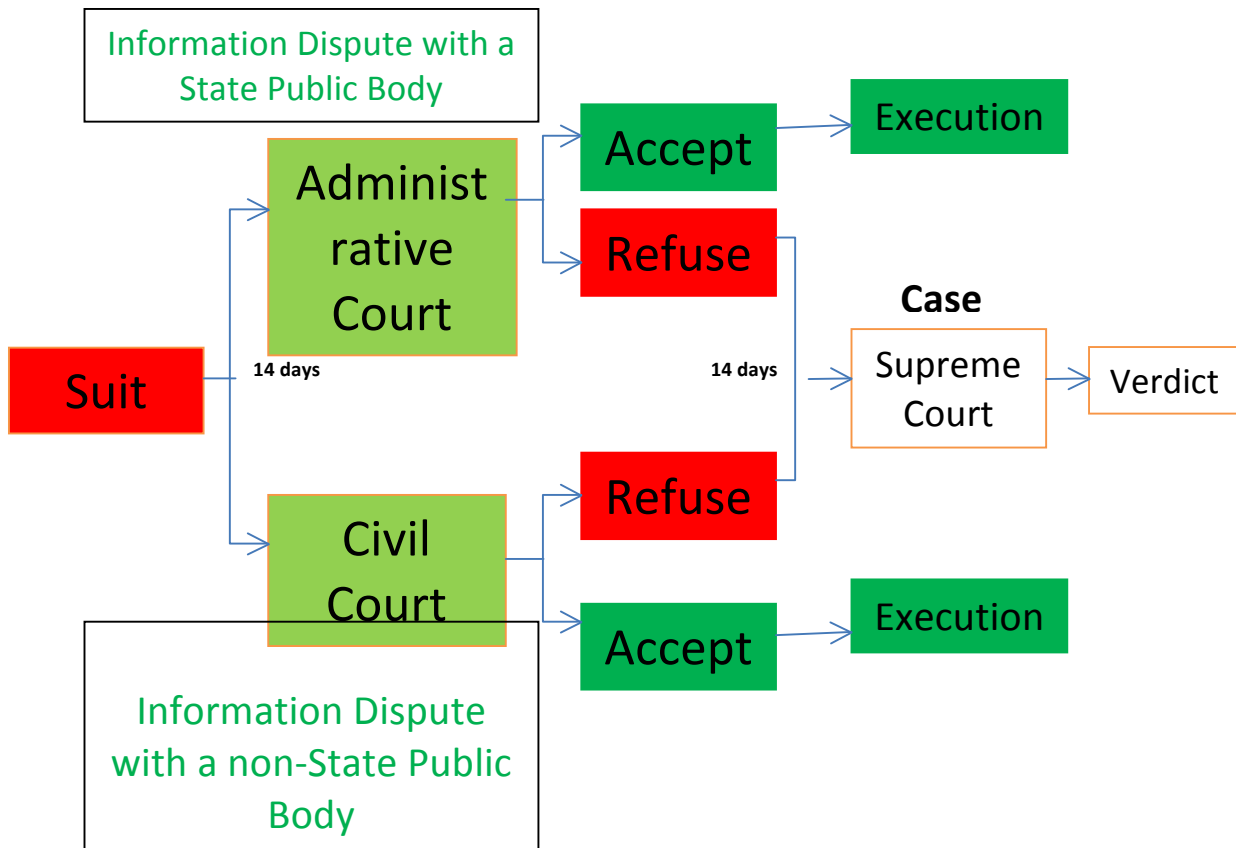 Information Dispute with a
State Public Body
Administ
rative
Court
Accept
Execution
Refuse
Case
Suit
14 days
14 days
Supreme
Court
Verdict
Refuse
Civil
Court
Accept
Execution
Information Dispute
with a non-State Public
Body